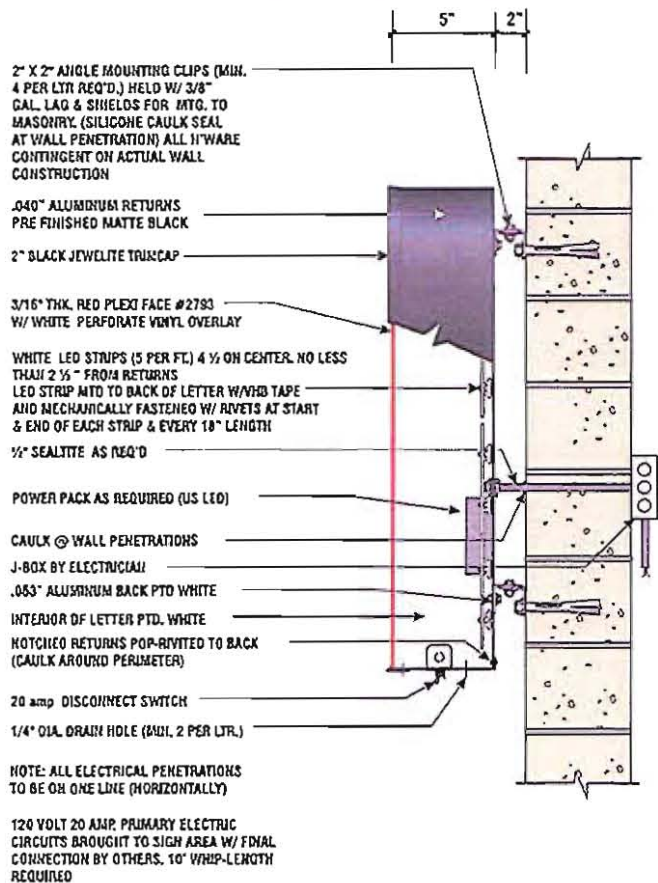 5" 2"
2" X 2" ANGLE MOUNTING CLIPS (MIN.
4 PER LTR REQ'D.) HELD W/ 3/8"
GAL. LAG & SHIELDS FOR MTG. TO
MASONRY. (SILICONE CAULK SEAL
AT WALL PENETRATION) ALL H'WARE
CONTINGENT ON ACTUAL WALL
CONSTRUCTION
.040" ALUMINUM RETURNS
PRE FINISHED MATTE BLACK
2" BLACK JEWELITE TRIMCAP
3/16" THK. RED PLEXI FACE #2793
W/ WHITE PERFORATE VINYL OVERLAY
WHITE LED STRIPS (5 PER FT.) 4 ½ ON CENTER. NO LESS
THAN 2 ½" FROM RETURNS
LED STRIP MTD TO BACK OF LETTER W/VHB TAPE
AND MECHANICALLY FASTENED W/ RIVETS AT START
& END OF EACH STRIP & EVERY 18" LENGTH
½" SEALTITE AS REQ'D
POWER PACK AS REQUIRED (US LED)
CAULK @ WALL PENETRATIONS
J-BOX BY ELECTRICIAN
.063" ALUMINUM BACK PTD WHITE
INTERIOR OF LETTER PTD. WHITE
NOTCHED RETURNS POP-RIVITED TO BACK
(CAULK AROUND PERIMETER)
20 amp DISCONNECT SWITCH
1/4" DIA. DRAIN HOLE (MIN. 2 PER LTR.)
NOTE: ALL ELECTRICAL PENETRATIONS
TO BE ON ONE LINE (HORIZONTALLY)
120 VOLT 20 AMP. PRIMARY ELECTRIC
CIRCUITS BROUGHT TO SIGN AREA W/ FINAL
CONNECTION BY OTHERS. 10' WHIP-LENGTH
REQUIRED